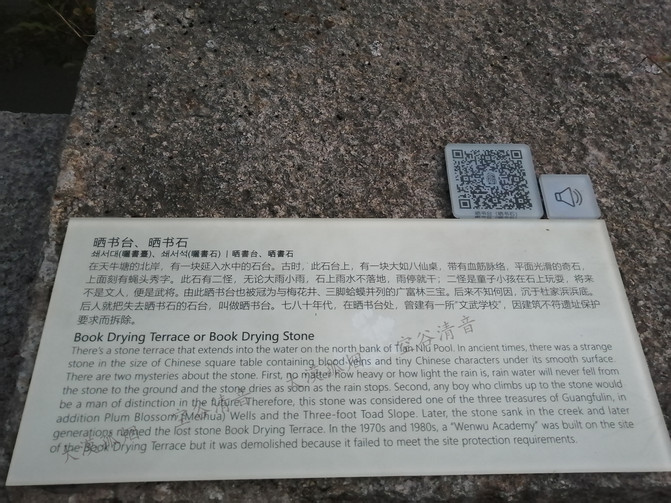 晒书台、晒书石
쇄서대(曬書臺)、쇄서석(曬書石) | 晒書台、晒書石
在天牛塘的北岸，有一块延入水中的石台。古时，此石台上，有一块大如八仙桌，带有血筋脉络，平面光滑的奇石，
上面刻有蝇头秀字。此石有二怪，无论大雨小雨，石上雨水不落地，雨停就干；二怪是童子小孩在石上玩耍，将来
不是文人，便是武将。由此晒书台也被冠为与梅花井、三脚蛤蟆并列的广富林三宝。后来不知何因，沉于杜家浜浜底。
后人就把失去晒书石的石台，叫做晒书台。七八十年代，在晒书台处，曾建有一所“文武学校”，因建筑不符遗址保护
要求而拆除。
Book Drying Terrace or Book Drying Stone
There's a stone terrace that extends into the water on the north bank of Tian Niu Pool. In ancient times, there was a strange
stone in the size of Chinese square table containing blood veins and tiny Chinese characters under its smooth surface.
There are two mysteries about the stone. First, no matter how heavy or how light the rain is, rain water will never fell from
the stone to the ground and the stone dries as soon as the rain stops. Second, any boy who climbs up to the stone would
be a man of distinction in the future. Therefore, this stone was considered one of the three treasures of Guangfulin, in
addition Plum Blossom (Meihua) Wells and the Three-foot Toad Slope. Later, the stone sank in the creek and later
generations named the lost stone Book Drying Terrace. In the 1970s and 1980s, a "Wenwu Academy" was built on the site
of the Book Drying Terrace but it was demolished because it failed to meet the site protection requirements.